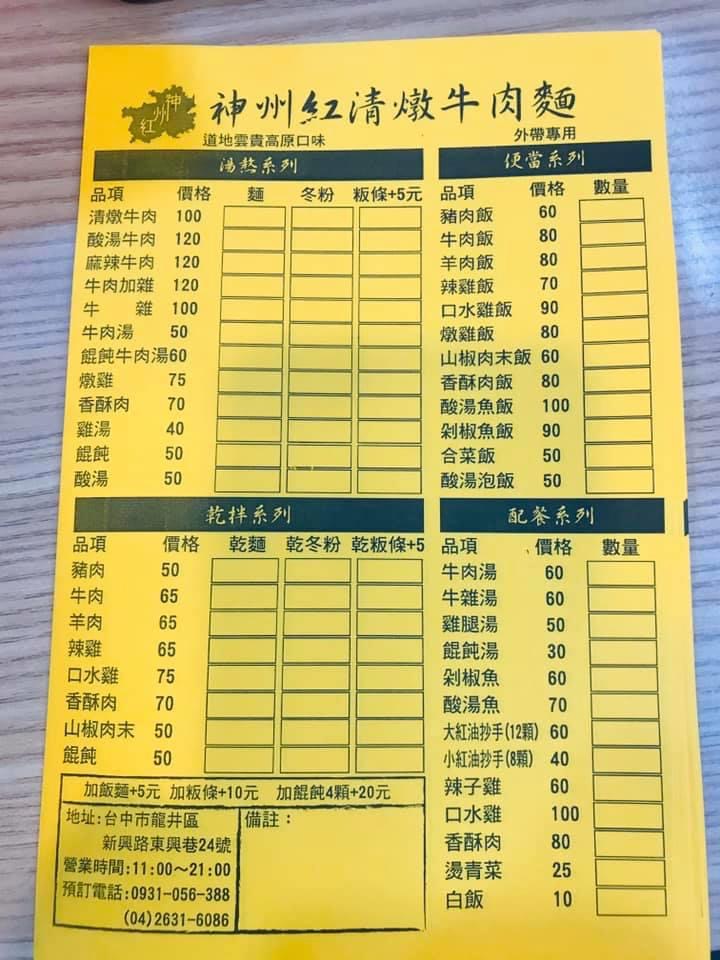 神州紅
神州紅清燉牛肉麵
道地雲貴高原口味
外帶專用
湯熬系列
品項 價格 麵 冬粉 粄條+5元
清燉牛肉 100
酸湯牛肉 120
麻辣牛肉 120
牛肉加雜 120
牛 雜 100
牛肉湯 50
餛飩牛肉湯60
燉雞 75
香酥肉 70
雞湯 40
餛飩 50
酸湯 50
便當系列
品項 價格 數量
豬肉飯 60
牛肉飯 80
羊肉飯 80
辣雞飯 70
口水雞飯 90
燉雞飯 80
山椒肉末飯 60
香酥肉飯 80
酸湯魚飯 100
剁椒魚飯 90
合菜飯 50
酸湯泡飯 50
乾拌系列
品項 價格 乾麵 乾冬粉 乾粄條+5
豬肉 50
牛肉 65
羊肉 65
辣雞 65
口水雞 75
香酥肉 70
山椒肉末 50
餛飩 50
配餐系列
品項 價格 數量
牛肉湯 60
牛雜湯 60
雞腿湯 50
餛飩湯 30
剁椒魚 60
酸湯魚 70
大紅油抄手(12顆) 60
小紅油抄手(8顆) 40
辣子雞 60
口水雞 100
香酥肉 80
燙青菜 25
白飯 10
加飯麵+5元 加粄條+10元 加餛飩4顆+20元
地址:台中市龍井區
新興路東興巷24號
營業時間:11:00～21:00
預訂電話:0931-056-388
(04)2631-6086
備註：